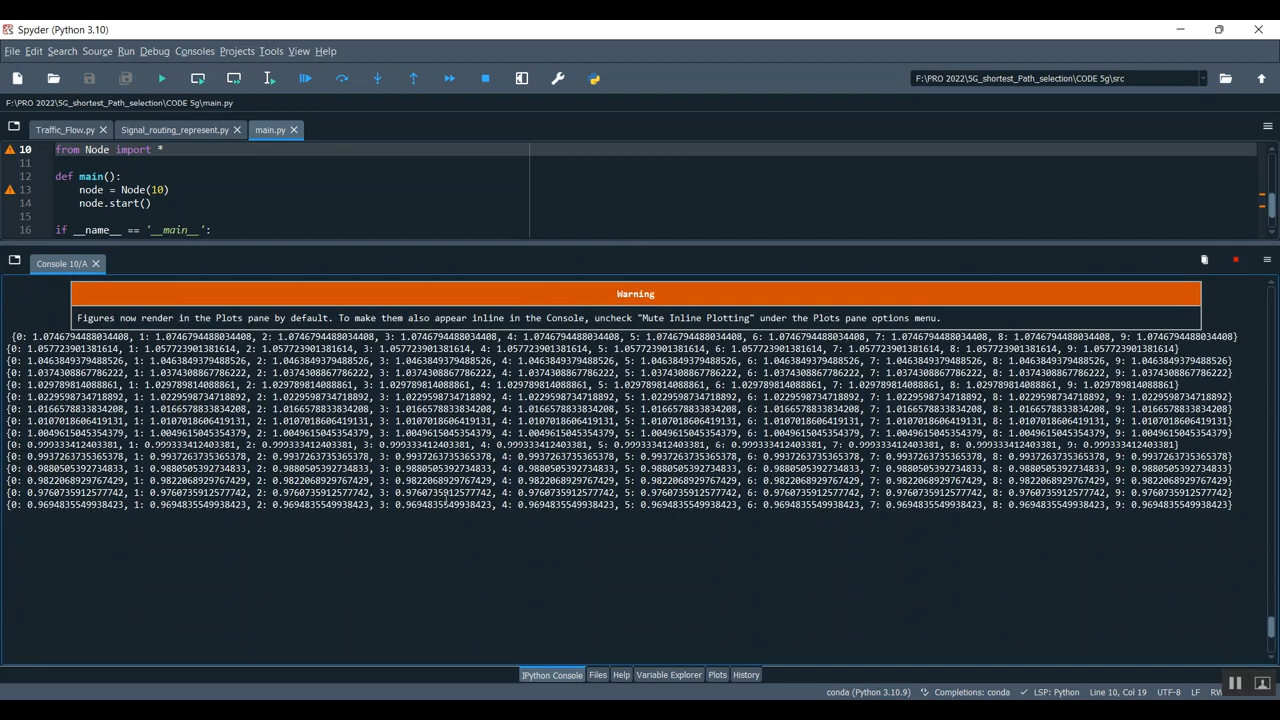 Spyder (Python 3.10)
File Edit Search Source Run Debug Consoles Projects Tools View Help
F:\PRO 2022\5G_shortest_Path_selection\CODE 5g\src
F:\PRO 2022\5G_shortest_Path_selection\CODE 5g\main.py
Traffic_Flow.py Signal_routing_represent.py main.py
10 from Node import *
11
12 def main():
13 node = Node(10)
14 node.start()
15
16 if __name__ == '__main__':
Console 10/A
Warning
Figures now render in the Plots pane by default. To make them also appear inline in the Console, uncheck "Mute Inline Plotting" under the Plots pane options menu.
{0: 1.0746794488034408, 1: 1.0746794488034408, 2: 1.0746794488034408, 3: 1.0746794488034408, 4: 1.0746794488034408, 5: 1.0746794488034408, 6: 1.0746794488034408, 7: 1.0746794488034408, 8: 1.0746794488034408, 9: 1.0746794488034408}
{0: 1.057723901381614, 1: 1.057723901381614, 2: 1.057723901381614, 3: 1.057723901381614, 4: 1.057723901381614, 5: 1.057723901381614, 6: 1.057723901381614, 7: 1.057723901381614, 8: 1.057723901381614, 9: 1.057723901381614}
{0: 1.0463849379488526, 1: 1.0463849379488526, 2: 1.0463849379488526, 3: 1.0463849379488526, 4: 1.0463849379488526, 5: 1.0463849379488526, 6: 1.0463849379488526, 7: 1.0463849379488526, 8: 1.0463849379488526, 9: 1.0463849379488526}
{0: 1.0374308867786222, 1: 1.0374308867786222, 2: 1.0374308867786222, 3: 1.0374308867786222, 4: 1.0374308867786222, 5: 1.0374308867786222, 6: 1.0374308867786222, 7: 1.0374308867786222, 8: 1.0374308867786222, 9: 1.0374308867786222}
{0: 1.029789814088861, 1: 1.029789814088861, 2: 1.029789814088861, 3: 1.029789814088861, 4: 1.029789814088861, 5: 1.029789814088861, 6: 1.029789814088861, 7: 1.029789814088861, 8: 1.029789814088861, 9: 1.029789814088861}
{0: 1.0229598734718892, 1: 1.0229598734718892, 2: 1.0229598734718892, 3: 1.0229598734718892, 4: 1.0229598734718892, 5: 1.0229598734718892, 6: 1.0229598734718892, 7: 1.0229598734718892, 8: 1.0229598734718892, 9: 1.0229598734718892}
{0: 1.0166578833834208, 1: 1.0166578833834208, 2: 1.0166578833834208, 3: 1.0166578833834208, 4: 1.0166578833834208, 5: 1.0166578833834208, 6: 1.0166578833834208, 7: 1.0166578833834208, 8: 1.0166578833834208, 9: 1.0166578833834208}
{0: 1.0107018606419131, 1: 1.0107018606419131, 2: 1.0107018606419131, 3: 1.0107018606419131, 4: 1.0107018606419131, 5: 1.0107018606419131, 6: 1.0107018606419131, 7: 1.0107018606419131, 8: 1.0107018606419131, 9: 1.0107018606419131}
{0: 1.0049615045354379, 1: 1.0049615045354379, 2: 1.0049615045354379, 3: 1.0049615045354379, 4: 1.0049615045354379, 5: 1.0049615045354379, 6: 1.0049615045354379, 7: 1.0049615045354379, 8: 1.0049615045354379, 9: 1.0049615045354379}
{0: 0.999333412403381, 1: 0.999333412403381, 2: 0.999333412403381, 3: 0.999333412403381, 4: 0.999333412403381, 5: 0.999333412403381, 6: 0.999333412403381, 7: 0.999333412403381, 8: 0.999333412403381, 9: 0.999333412403381}
{0: 0.9937263735365378, 1: 0.9937263735365378, 2: 0.9937263735365378, 3: 0.9937263735365378, 4: 0.9937263735365378, 5: 0.9937263735365378, 6: 0.9937263735365378, 7: 0.9937263735365378, 8: 0.9937263735365378, 9: 0.9937263735365378}
{0: 0.9880505392734833, 1: 0.9880505392734833, 2: 0.9880505392734833, 3: 0.9880505392734833, 4: 0.9880505392734833, 5: 0.9880505392734833, 6: 0.9880505392734833, 7: 0.9880505392734833, 8: 0.9880505392734833, 9: 0.9880505392734833}
{0: 0.9822068929767429, 1: 0.9822068929767429, 2: 0.9822068929767429, 3: 0.9822068929767429, 4: 0.9822068929767429, 5: 0.9822068929767429, 6: 0.9822068929767429, 7: 0.9822068929767429, 8: 0.9822068929767429, 9: 0.9822068929767429}
{0: 0.9760735912577742, 1: 0.9760735912577742, 2: 0.9760735912577742, 3: 0.9760735912577742, 4: 0.9760735912577742, 5: 0.9760735912577742, 6: 0.9760735912577742, 7: 0.9760735912577742, 8: 0.9760735912577742, 9: 0.9760735912577742}
{0: 0.9694835549938423, 1: 0.9694835549938423, 2: 0.9694835549938423, 3: 0.9694835549938423, 4: 0.9694835549938423, 5: 0.9694835549938423, 6: 0.9694835549938423, 7: 0.9694835549938423, 8: 0.9694835549938423, 9: 0.9694835549938423}
IPython Console Files Help Variable Explorer Plots History
conda (Python 3.10.9) Completions: conda LSP: Python Line 10, Col 19 UTF-8 LF RW